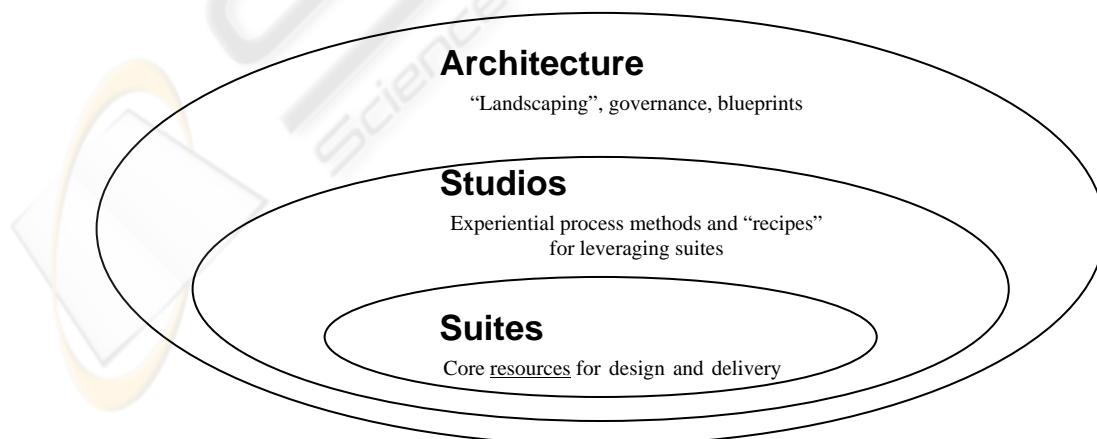 Architecture
“Landscaping”, governance, blueprints
Studios
Experiential process methods and “recipes”
for leveraging suites
Suites
Core resources for design and delivery